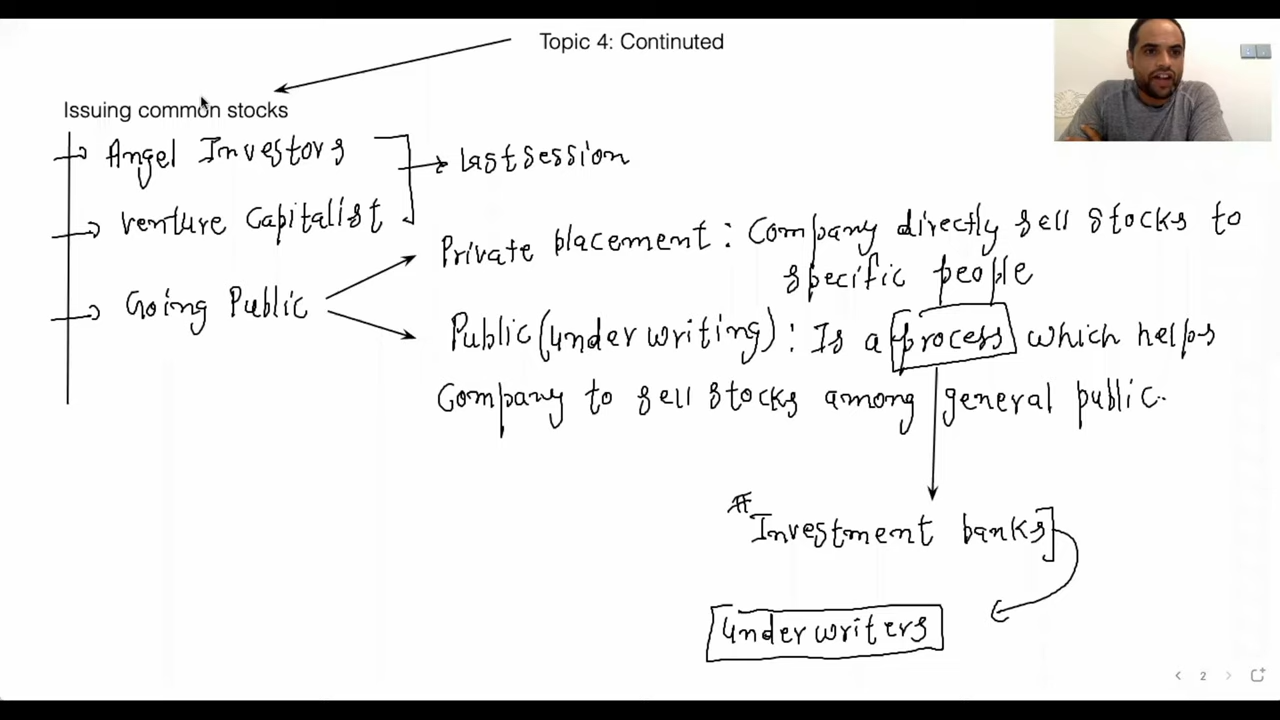 Topic 4: Continuted
Issuing common stocks
Angel Investors
Last session
Venture Capitalist
Private placement: Company directly sell stocks to
specific people
Going Public
Public (underwriting): Is a process which helps
Company to sell stocks among general public.
# Investment banks
underwriters
2